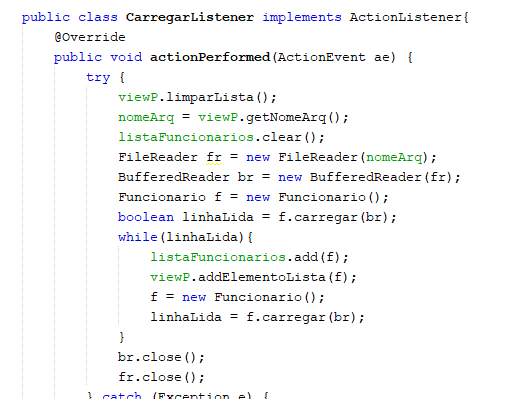 public class CarregarListener implements ActionListener{
@Override
public void actionPerformed(ActionEvent ae) {
try {
viewP.limparLista();
nomeArq = viewP.getNomeArq();
listaFuncionarios.clear();
FileReader fr = new FileReader(nomeArq);
BufferedReader br = new BufferedReader(fr);
Funcionario f = new Funcionario();
boolean linhaLida = f.carregar(br);
while(linhaLida){
listaFuncionarios.add(f);
viewP.addElementoLista(f);
f = new Funcionario();
linhaLida = f.carregar(br);
}
br.close();
fr.close();
} catch (Exception e) {